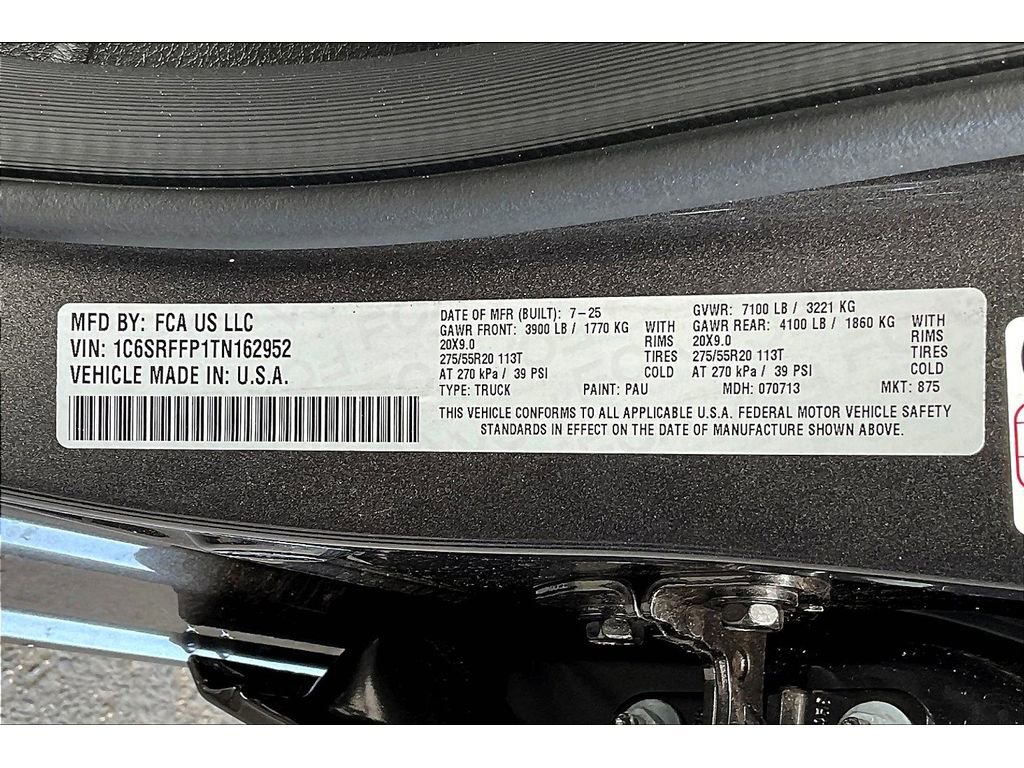 MFD BY: FCA US LLC
VIN: 1C6SRFFP1TN162952
VEHICLE MADE IN: U.S.A.
DATE OF MFR (BUILT): 7-25 GVWR: 7100 LB / 3221 KG
GAWR FRONT: 3900 LB / 1770 KG WITH GAWR REAR: 4100 LB / 1860 KG WITH
20X9.0 RIMS 20X9.0 RIMS
275/55R20 113T TIRES 275/55R20 113T TIRES
AT 270 kPa / 39 PSI COLD AT 270 kPa / 39 PSI COLD
TYPE: TRUCK PAINT: PAU MDH: 070713 MKT: 875
THIS VEHICLE CONFORMS TO ALL APPLICABLE U.S.A. FEDERAL MOTOR VEHICLE SAFETY
STANDARDS IN EFFECT ON THE DATE OF MANUFACTURE SHOWN ABOVE.